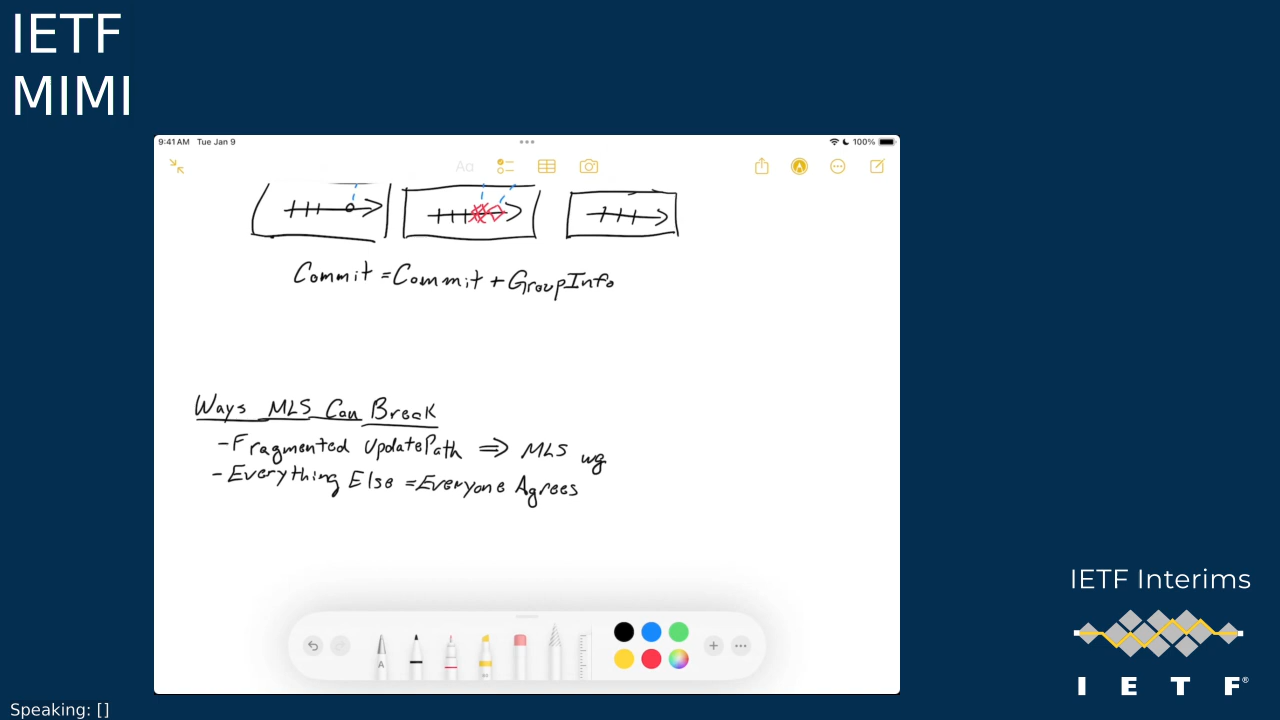 IETF
MIMI
9:41 AM Tue Jan 9
100%
Aa
Commit = Commit + GroupInfo
Ways MLS Can Break
- Fragmented UpdatePath ⇒ MLS wg
- Everything Else = Everyone Agrees
A
IETF Interims
I E T F®
Speaking: []